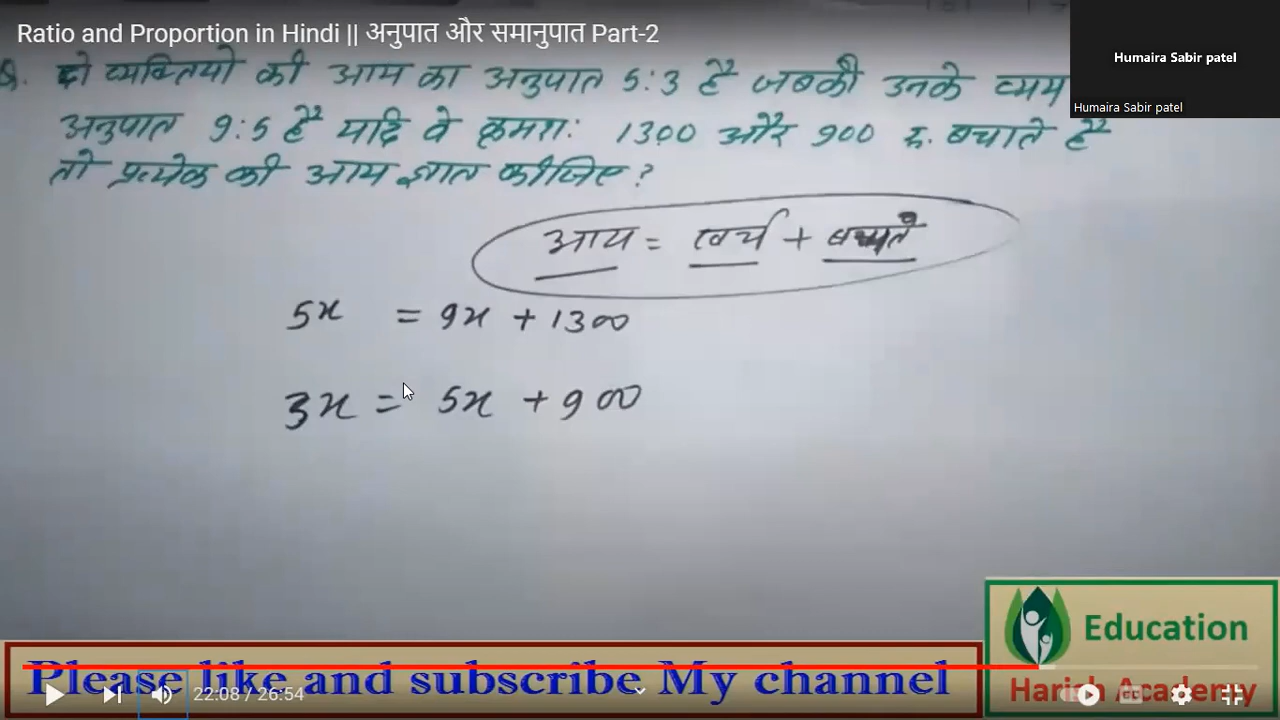 Ratio and Proportion in Hindi || अनुपात और समानुपात Part-2
Humaira Sabir patel
Humaira Sabir patel
Q. दो व्यक्तियो की आय का अनुपात 5:3 है जबकी उनके व्यय
अनुपात 9:5 है यदि वे क्रमशः 1300 और 900 रु. बचाते है
तो प्रत्येक की आय ज्ञात कीजिए?
आय = खर्च + बचत
5x = 9x + 1300
3x = 5x + 900
Education
Harish Academy
Please like and subscribe My channel
22:08 / 26:54